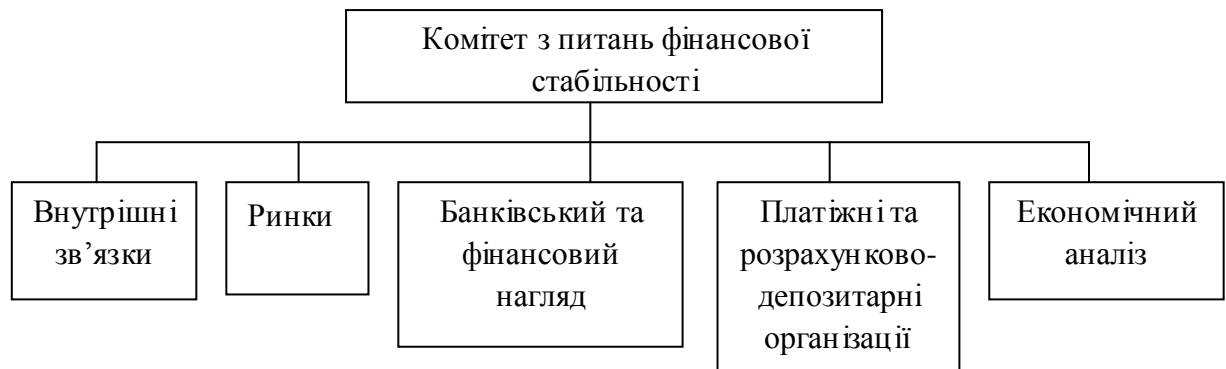 Комітет з питань фінансової
стабільності
Внутрішні
зв’язки
Ринки
Банківський та
фінансовий
нагляд
Платіжні та
розрахунково-
депозитарні
організації
Економічний
аналіз